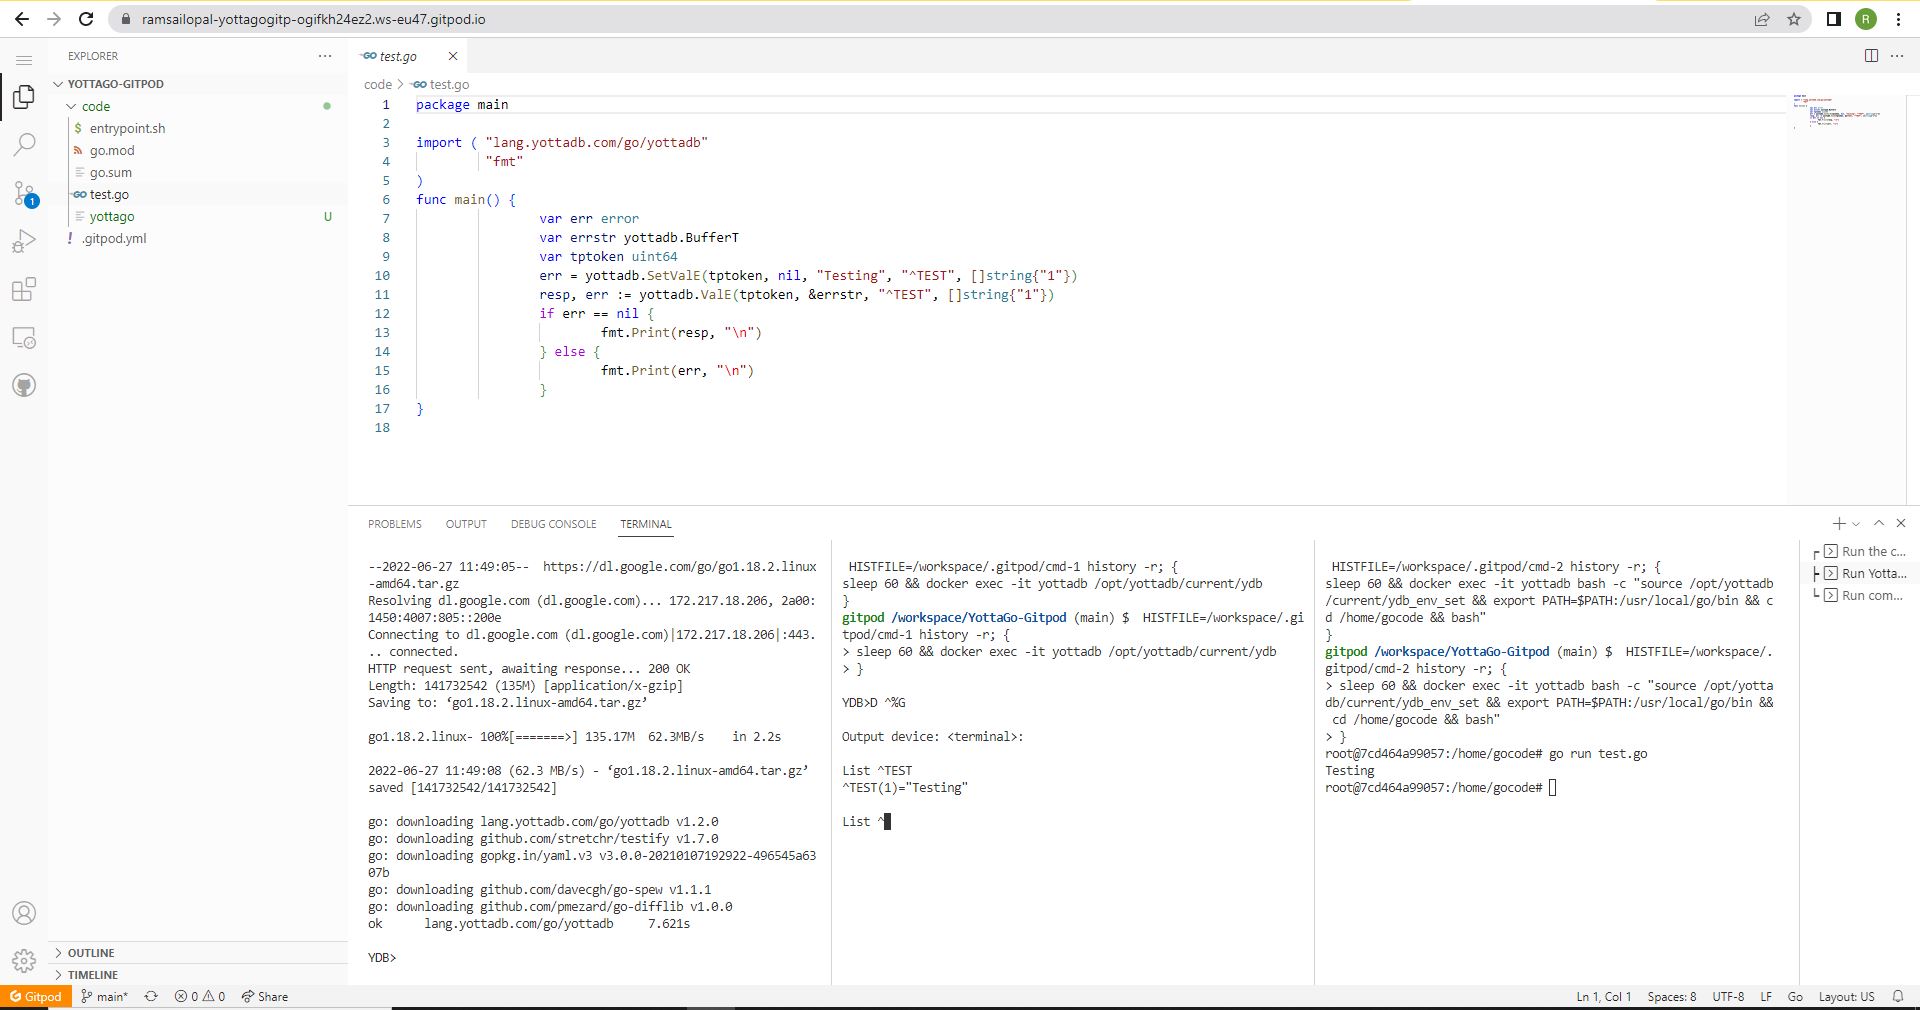 ramsailopal-yottagogitp-ogifkh24ez2.ws-eu47.gitpod.io
R
EXPLORER
YOTTAGO-GITPOD
code
$ entrypoint.sh
go.mod
go.sum
GO test.go
yottago U
! .gitpod.yml
1
OUTLINE
TIMELINE
GO test.go
code > GO test.go
1 package main
2
3 import ( "lang.yottadb.com/go/yottadb"
4 "fmt"
5 )
6 func main() {
7 var err error
8 var errstr yottadb.BufferT
9 var tptoken uint64
10 err = yottadb.SetValE(tptoken, nil, "Testing", "^TEST", []string{"1"})
11 resp, err := yottadb.ValE(tptoken, &errstr, "^TEST", []string{"1"})
12 if err == nil {
13 fmt.Print(resp, "\n")
14 } else {
15 fmt.Print(err, "\n")
16 }
17 }
18
PROBLEMS OUTPUT DEBUG CONSOLE TERMINAL
--2022-06-27 11:49:05-- https://dl.google.com/go/go1.18.2.linux
-amd64.tar.gz
Resolving dl.google.com (dl.google.com)... 172.217.18.206, 2a00:
1450:4007:805::200e
Connecting to dl.google.com (dl.google.com)|172.217.18.206|:443.
.. connected.
HTTP request sent, awaiting response... 200 OK
Length: 141732542 (135M) [application/x-gzip]
Saving to: ‘go1.18.2.linux-amd64.tar.gz’
go1.18.2.linux- 100%[=======>] 135.17M 62.3MB/s in 2.2s
2022-06-27 11:49:08 (62.3 MB/s) - ‘go1.18.2.linux-amd64.tar.gz’
saved [141732542/141732542]
go: downloading lang.yottadb.com/go/yottadb v1.2.0
go: downloading github.com/stretchr/testify v1.7.0
go: downloading gopkg.in/yaml.v3 v3.0.0-20210107192922-496545a63
07b
go: downloading github.com/davecgh/go-spew v1.1.1
go: downloading github.com/pmezard/go-difflib v1.0.0
ok lang.yottadb.com/go/yottadb 7.621s
YDB>
HISTFILE=/workspace/.gitpod/cmd-1 history -r; {
sleep 60 && docker exec -it yottadb /opt/yottadb/current/ydb
}
gitpod /workspace/YottaGo-Gitpod (main) $ HISTFILE=/workspace/.gi
tpod/cmd-1 history -r; {
> sleep 60 && docker exec -it yottadb /opt/yottadb/current/ydb
> }
YDB>D ^%G
Output device: <terminal>:
List ^TEST
^TEST(1)="Testing"
List ^
HISTFILE=/workspace/.gitpod/cmd-2 history -r; {
sleep 60 && docker exec -it yottadb bash -c "source /opt/yottadb
/current/ydb_env_set && export PATH=$PATH:/usr/local/go/bin && c
d /home/gocode && bash"
}
gitpod /workspace/YottaGo-Gitpod (main) $ HISTFILE=/workspace/.
gitpod/cmd-2 history -r; {
> sleep 60 && docker exec -it yottadb bash -c "source /opt/yotta
db/current/ydb_env_set && export PATH=$PATH:/usr/local/go/bin &&
cd /home/gocode && bash"
> }
root@7cd464a99057:/home/gocode# go run test.go
Testing
root@7cd464a99057:/home/gocode#
Run the c...
Run Yotta...
Run com...
Gitpod main* 0 0 Share
Ln 1, Col 1 Spaces: 8 UTF-8 LF Go Layout: US